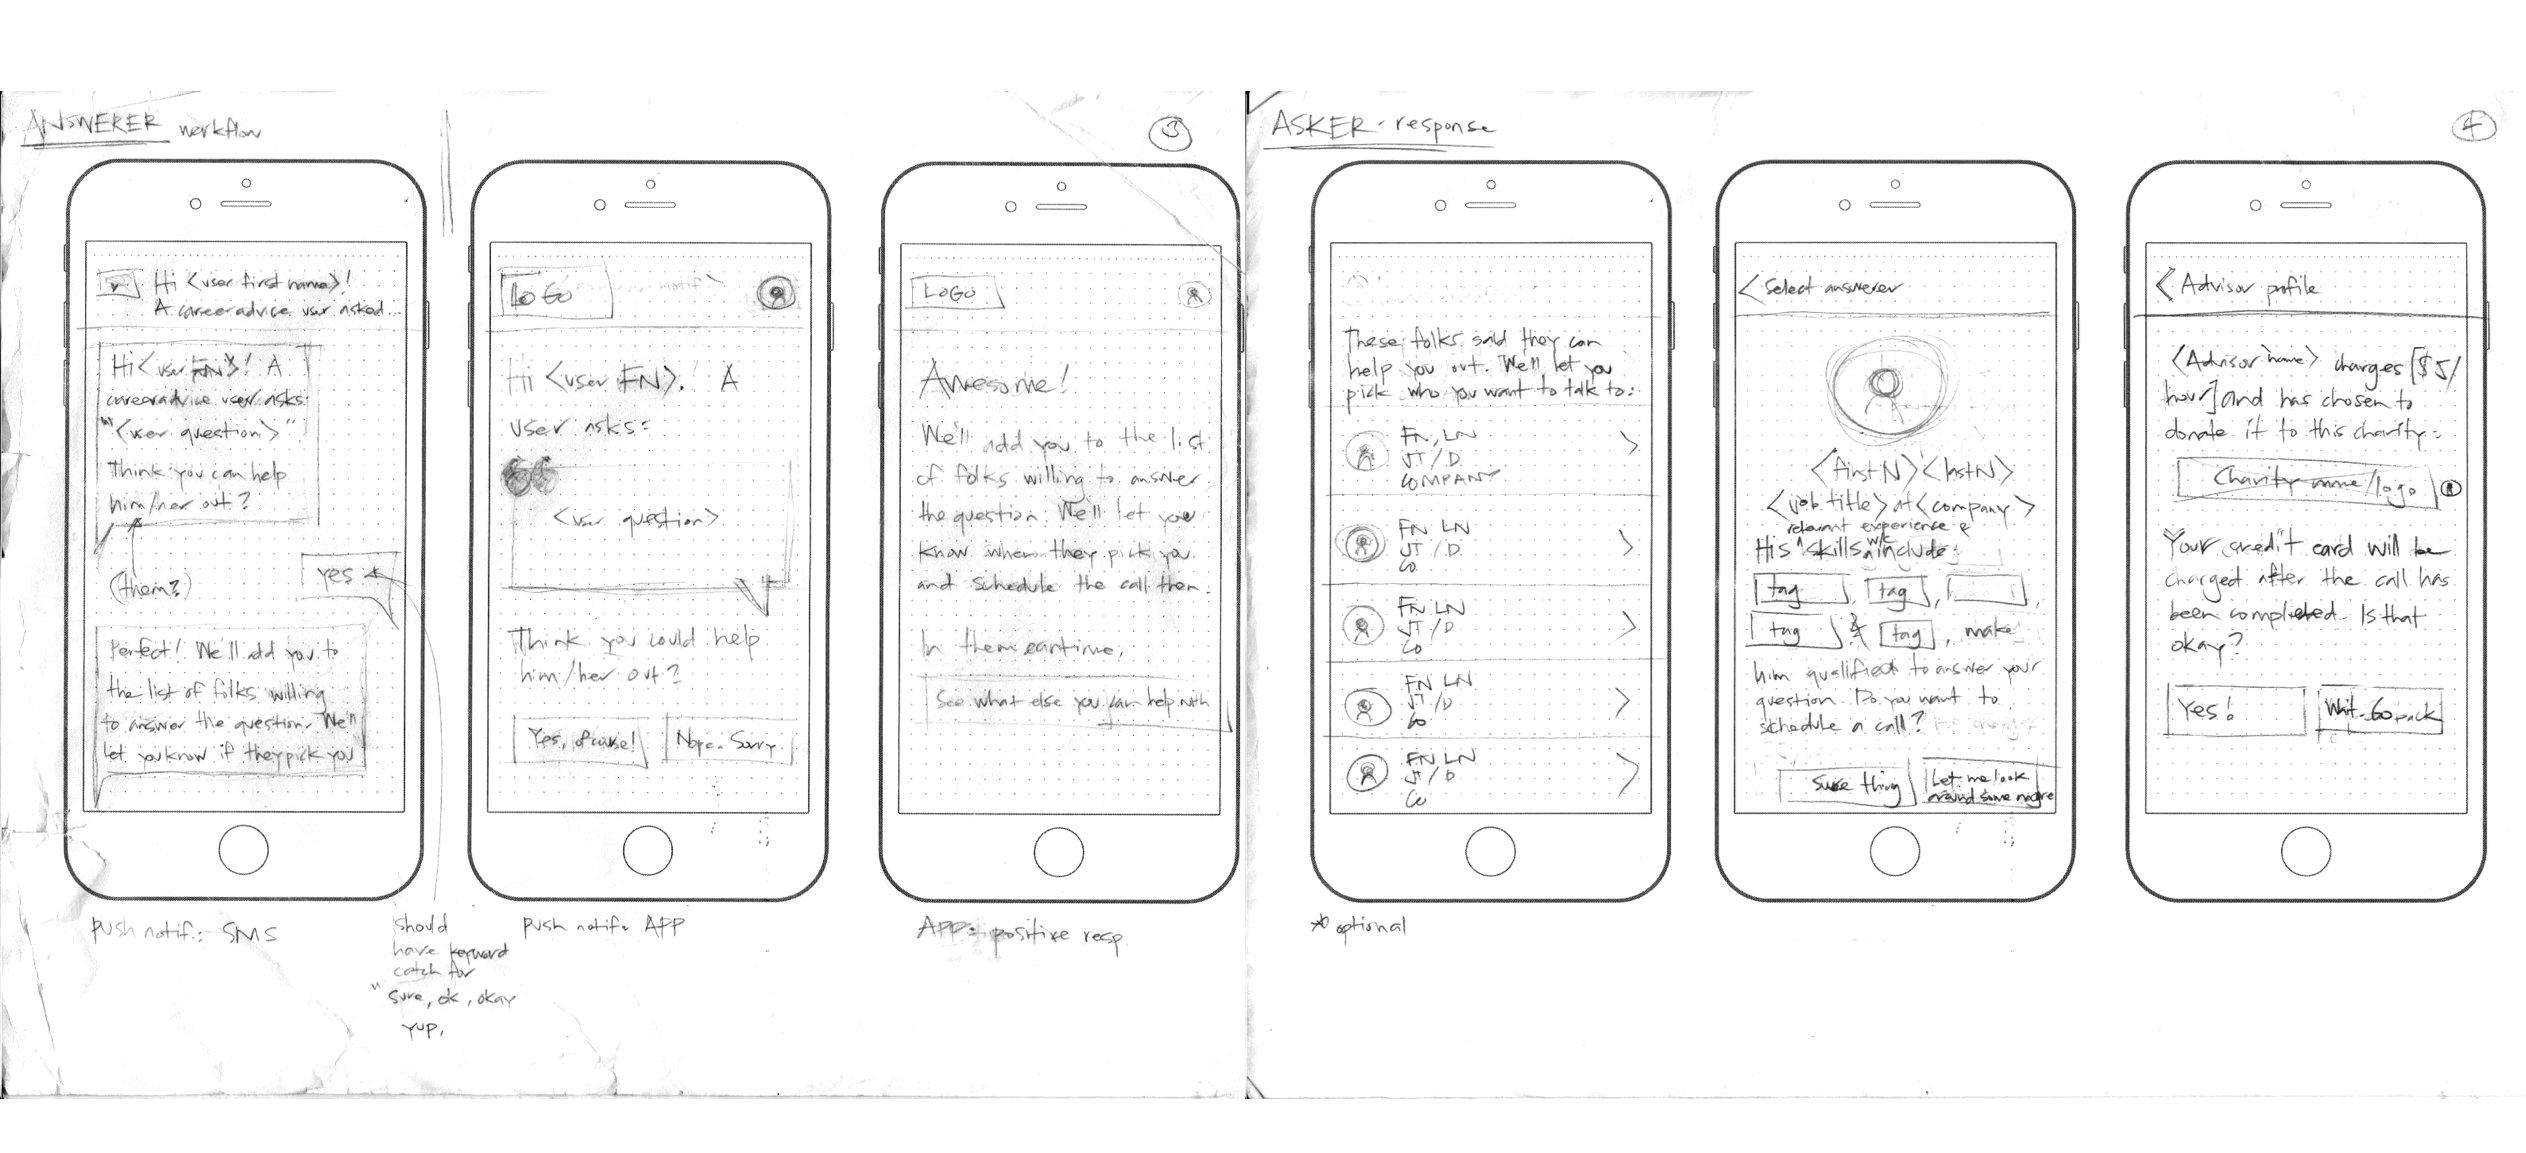 ANSWERER workflow
3
Hi <user first name>!
A careeradvice user asked...
Hi <user FN>! A
careeradvice user asks:
"<user question>"
Think you can help
him/her out?
(them?)
yes
Perfect! We'll add you to
the list of folks willing
to answer the question. We'll
let you know if they pick you
push notif.: SMS
should
have keyword
catch for
"sure, ok, okay
yup,
LOGO
Hi <user FN>. A
user asks:
<user question>
Think you could help
him/her out?
Yes, of course!
Nope. Sorry
push notif: APP
LOGO
Awesome!
We'll add you to the list
of folks willing to answer
the question. We'll let you
know when they pick you
and schedule the call then.
In the meantime,
See what else you can help with
APP: positive resp.
ASKER: response
4
These folks said they can
help you out. We'll let you
pick who you want to talk to:
FN, LN
JT / D
COMPANY
FN LN
JT / D
CO
FN LN
JT / D
CO
FN LN
JT / D
CO
FN LN
JT / D
CO
* optional
< Select answerer
<first N> <last N>
<job title> at <company>
relevant experience &
His skills w/c include:
tag, tag,
tag & tag, make
him qualified to answer your
question. Do you want to
schedule a call?
Sure thing
Let me look
around some more
< Advisor profile
<Advisor name> charges [$5/
hour] and has chosen to
donate it to this charity:
Charity name/logo
Your credit card will be
charged after the call has
been completed. Is that
okay?
Yes!
Wait. Go back